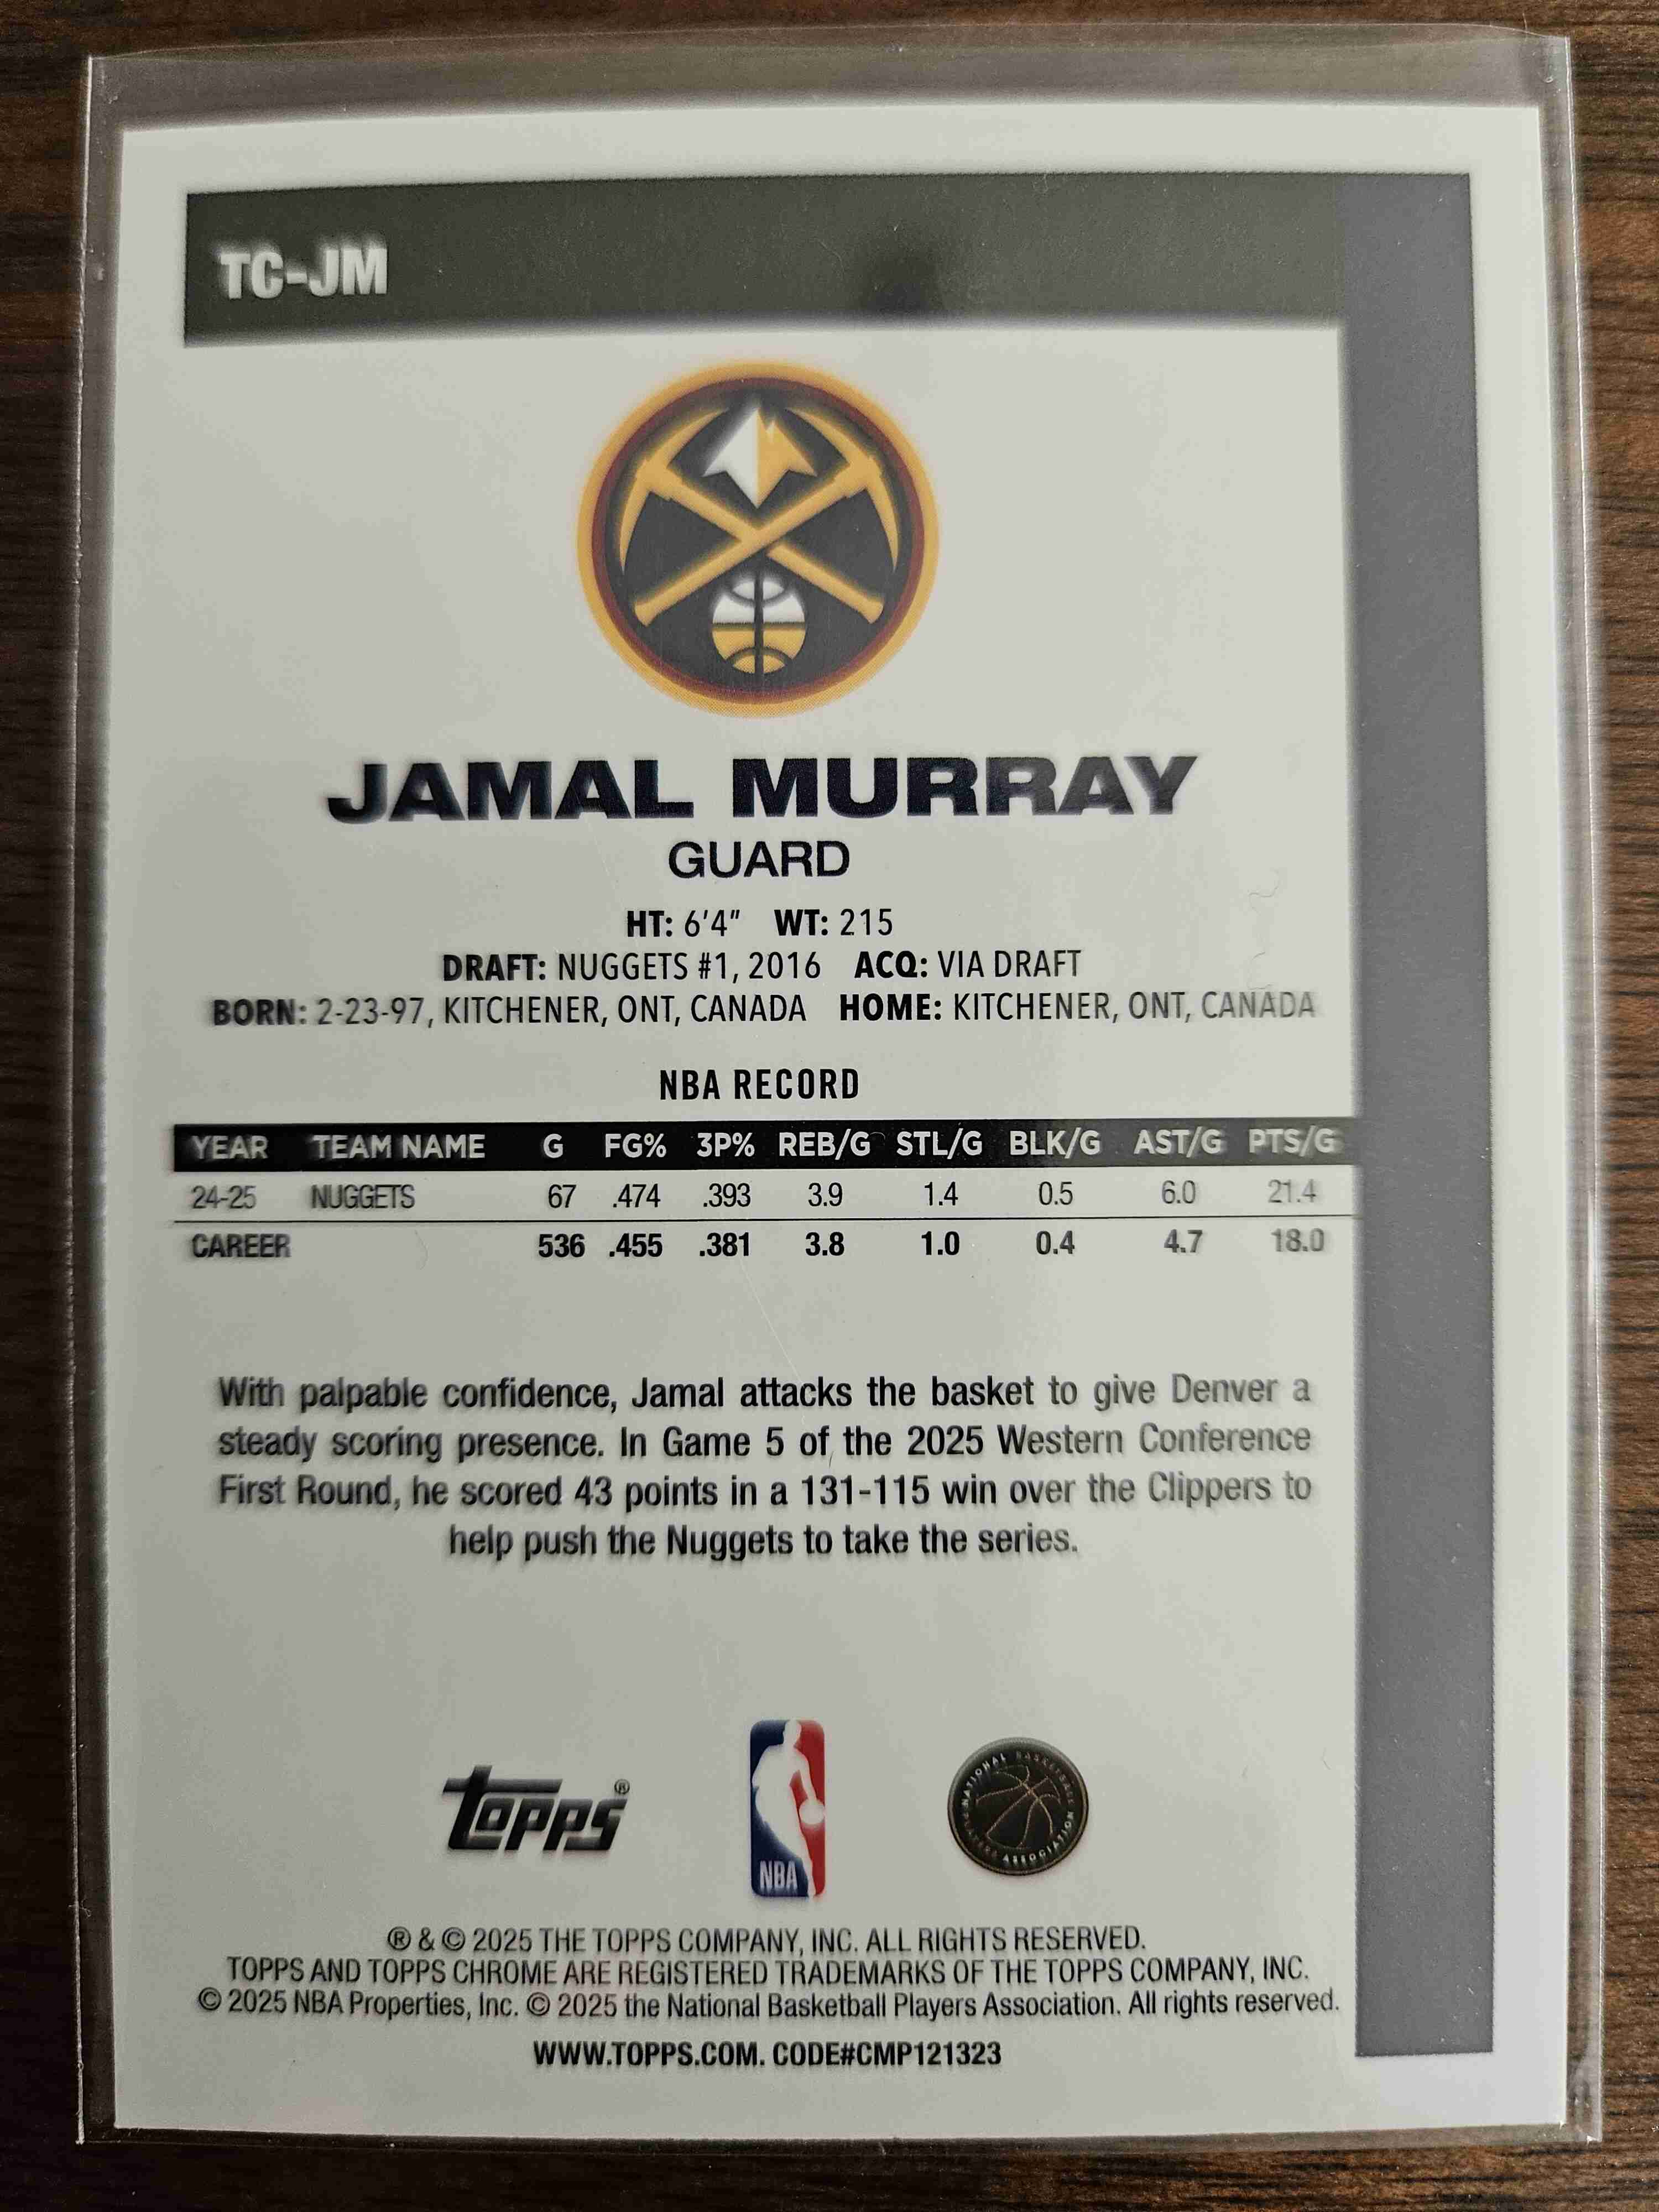 TC-JM
JAMAL MURRAY
GUARD
HT: 6'4" WT: 215
DRAFT: NUGGETS #1, 2016 ACQ: VIA DRAFT
BORN: 2-23-97, KITCHENER, ONT, CANADA HOME: KITCHENER, ONT, CANADA
NBA RECORD
YEAR TEAM NAME G FG% 3P% REB/G STL/G BLK/G AST/G PTS/G
24-25 NUGGETS 67 .474 .393 3.9 1.4 0.5 6.0 21.4
CAREER 536 .455 .381 3.8 1.0 0.4 4.7 18.0
With palpable confidence, Jamal attacks the basket to give Denver a
steady scoring presence. In Game 5 of the 2025 Western Conference
First Round, he scored 43 points in a 131-115 win over the Clippers to
help push the Nuggets to take the series.
topps®
NBA
NATIONAL BASKETBALL PLAYERS ASSOCIATION
® & © 2025 THE TOPPS COMPANY, INC. ALL RIGHTS RESERVED.
TOPPS AND TOPPS CHROME ARE REGISTERED TRADEMARKS OF THE TOPPS COMPANY, INC.
© 2025 NBA Properties, Inc. © 2025 the National Basketball Players Association. All rights reserved.
WWW.TOPPS.COM. CODE#CMP121323